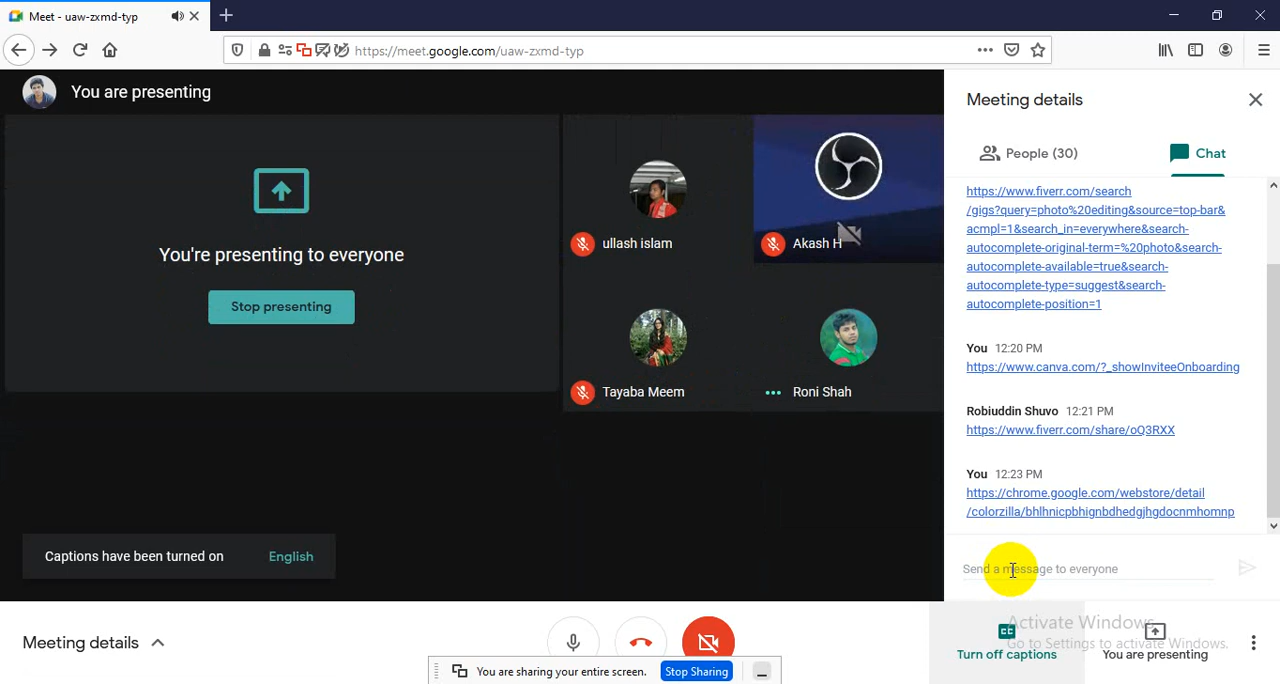 Meet - uaw-zxmd-typ
https://meet.google.com/uaw-zxmd-typ
You are presenting
You're presenting to everyone
Stop presenting
ullash islam
Akash H
Tayaba Meem
Roni Shah
Captions have been turned on English
Meeting details
People (30)
Chat
https://www.fiverr.com/search
/gigs?query=photo%20editing&source=top-bar&
acmpl=1&search_in=everywhere&search-
autocomplete-original-term=%20photo&search-
autocomplete-available=true&search-
autocomplete-type=suggest&search-
autocomplete-position=1
You 12:20 PM
https://www.canva.com/?_showInviteeOnboarding
Robiuddin Shuvo 12:21 PM
https://www.fiverr.com/share/oQ3RXX
You 12:23 PM
https://chrome.google.com/webstore/detail
/colorzilla/bhlhnicpbhignbdhedgjhgdocnmhomnp
Send a message to everyone
Meeting details
Turn off captions
You are presenting
Activate Windows
Go to Settings to activate Windows.
You are sharing your entire screen.
Stop Sharing